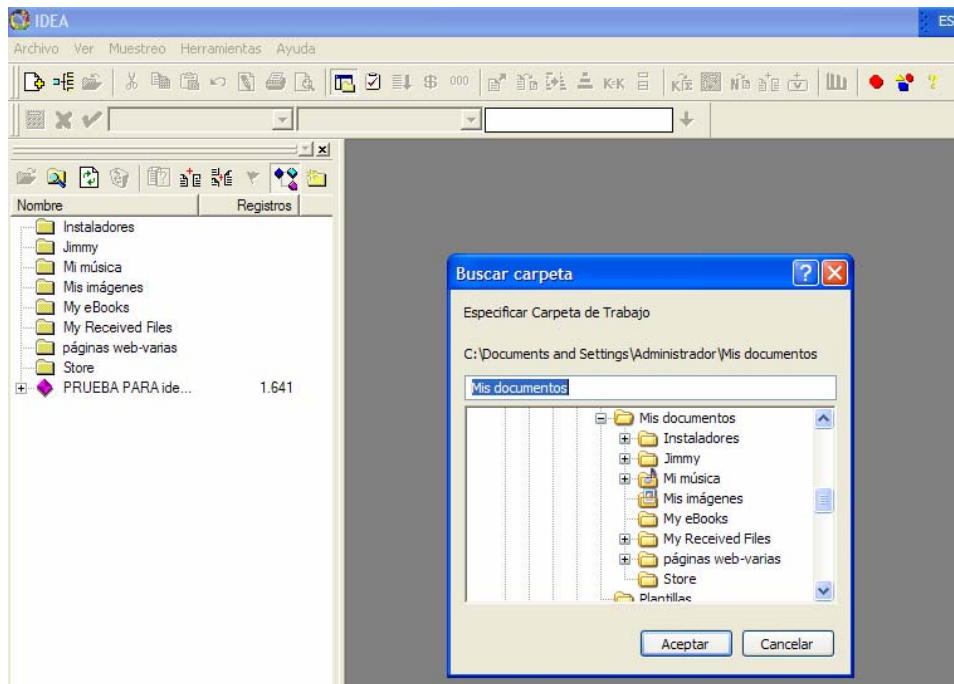 IDEA
ES
Archivo Ver Muestreo Herramientas Ayuda
Nombre Registros
Instaladores
Jimmy
Mi música
Mis imágenes
My eBooks
My Received Files
páginas web-varias
Store
PRUEBA PARA ide... 1.641
Buscar carpeta
Especificar Carpeta de Trabajo
C:\Documents and Settings\Administrador\Mis documentos
Mis documentos
Mis documentos
Instaladores
Jimmy
Mi música
Mis imágenes
My eBooks
My Received Files
páginas web-varias
Store
Plantillas
Aceptar Cancelar